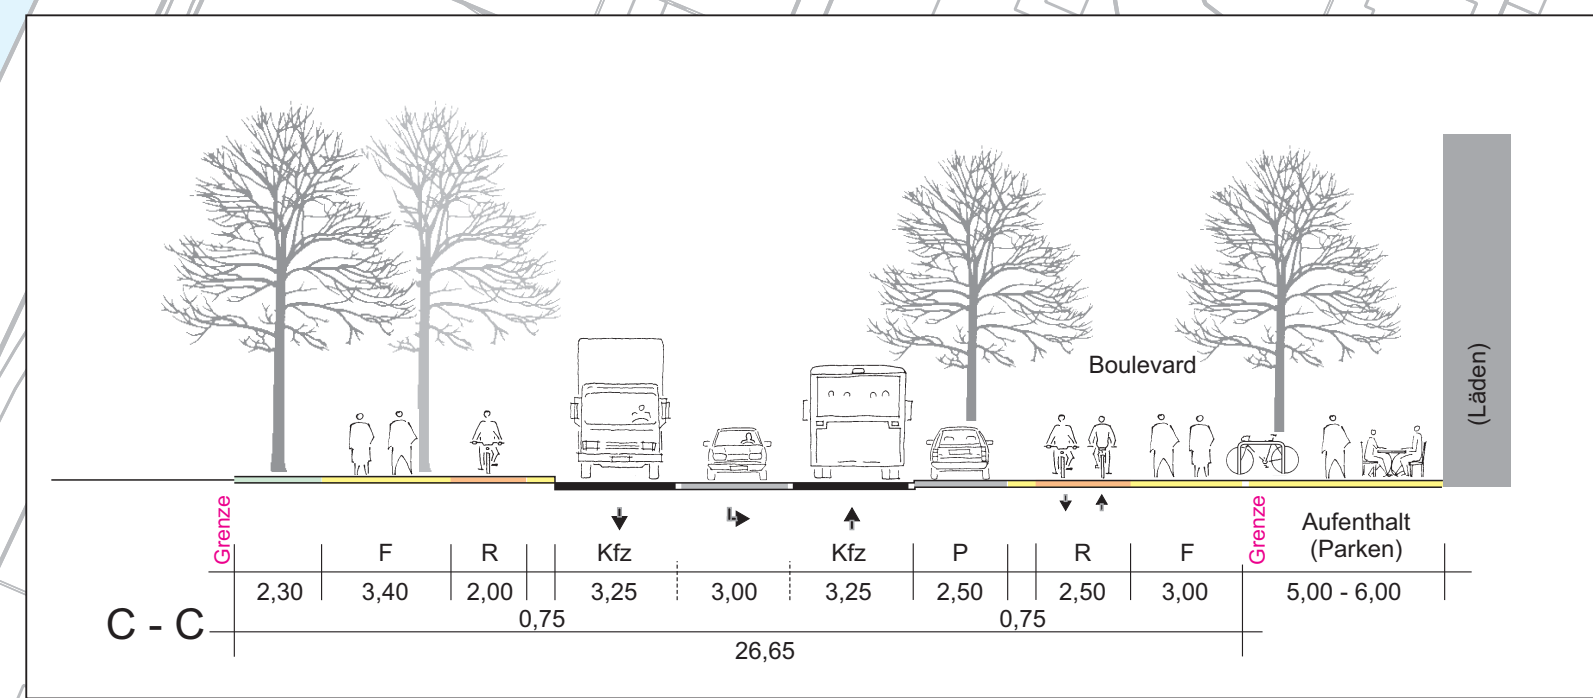 Boulevard
(Läden)
Grenze
Grenze
Aufenthalt
(Parken)
F R Kfz Kfz P R F
2,30 3,40 2,00 3,25 3,00 3,25 2,50 2,50 3,00 5,00 - 6,00
0,75 0,75
C - C
26,65